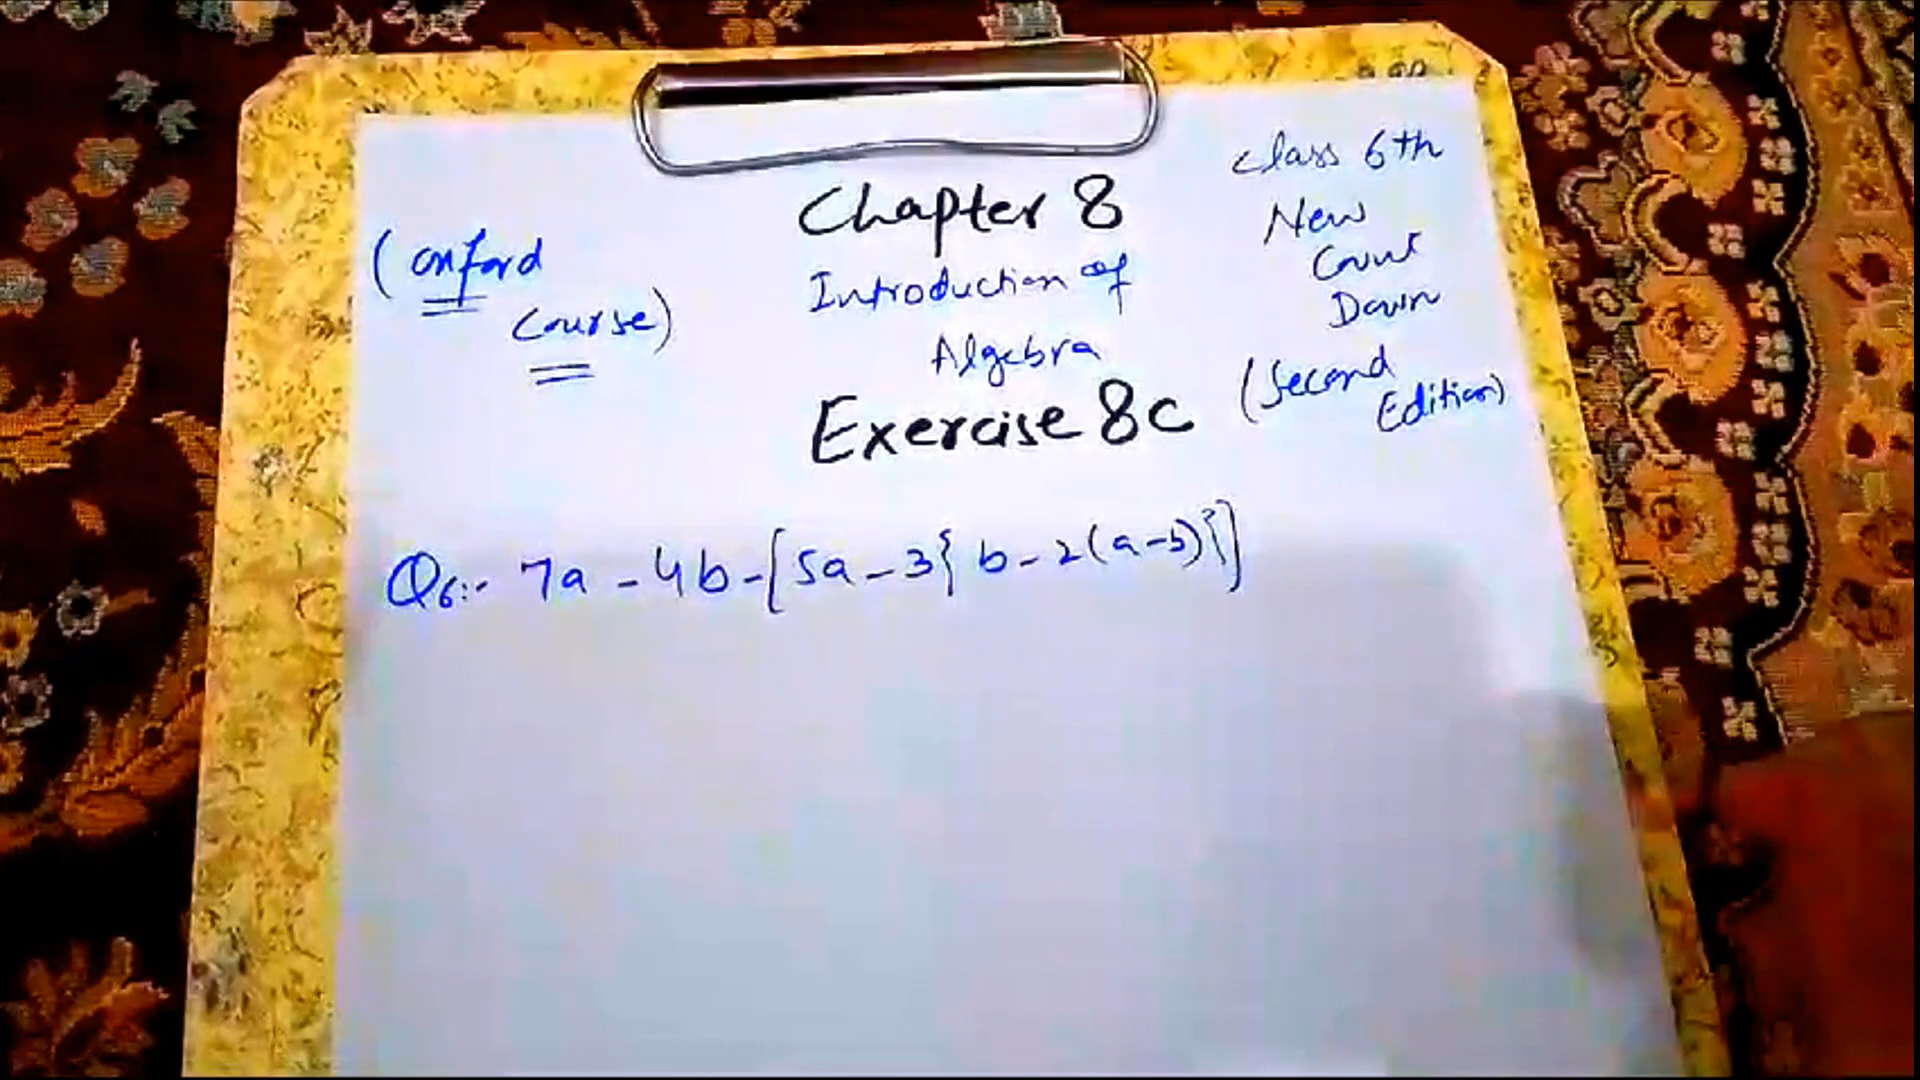 Class 6th
Chapter 8
New
(oxford
Count
Introduction of
Down
course)
Algebra
(Second
Edition)
Exercise 8c
Q6:- 7a - 4b - [5a - 3{ b - 2(a - b)}]